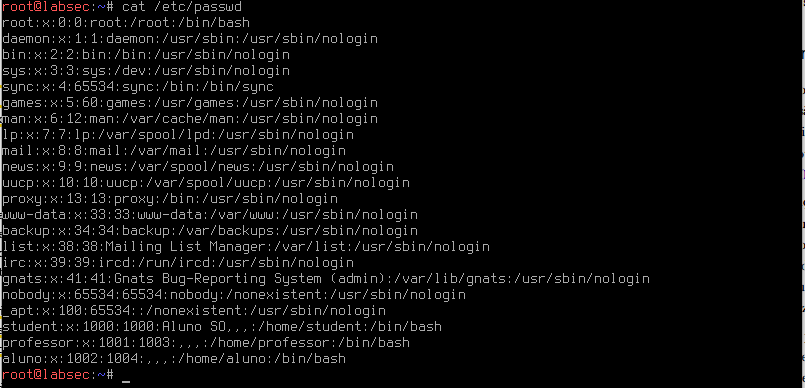 root@labsec:~# cat /etc/passwd
root:x:0:0:root:/root:/bin/bash
daemon:x:1:1:daemon:/usr/sbin:/usr/sbin/nologin
bin:x:2:2:bin:/bin:/usr/sbin/nologin
sys:x:3:3:sys:/dev:/usr/sbin/nologin
sync:x:4:65534:sync:/bin:/bin/sync
games:x:5:60:games:/usr/games:/usr/sbin/nologin
man:x:6:12:man:/var/cache/man:/usr/sbin/nologin
lp:x:7:7:lp:/var/spool/lpd:/usr/sbin/nologin
mail:x:8:8:mail:/var/mail:/usr/sbin/nologin
news:x:9:9:news:/var/spool/news:/usr/sbin/nologin
uucp:x:10:10:uucp:/var/spool/uucp:/usr/sbin/nologin
proxy:x:13:13:proxy:/bin:/usr/sbin/nologin
www-data:x:33:33:www-data:/var/www:/usr/sbin/nologin
backup:x:34:34:backup:/var/backups:/usr/sbin/nologin
list:x:38:38:Mailing List Manager:/var/list:/usr/sbin/nologin
irc:x:39:39:ircd:/run/ircd:/usr/sbin/nologin
gnats:x:41:41:Gnats Bug-Reporting System (admin):/var/lib/gnats:/usr/sbin/nologin
nobody:x:65534:65534:nobody:/nonexistent:/usr/sbin/nologin
_apt:x:100:65534::/nonexistent:/usr/sbin/nologin
student:x:1000:1000:Aluno SO,,,:/home/student:/bin/bash
professor:x:1001:1003:,,,:/home/professor:/bin/bash
aluno:x:1002:1004:,,,:/home/aluno:/bin/bash
root@labsec:~# _